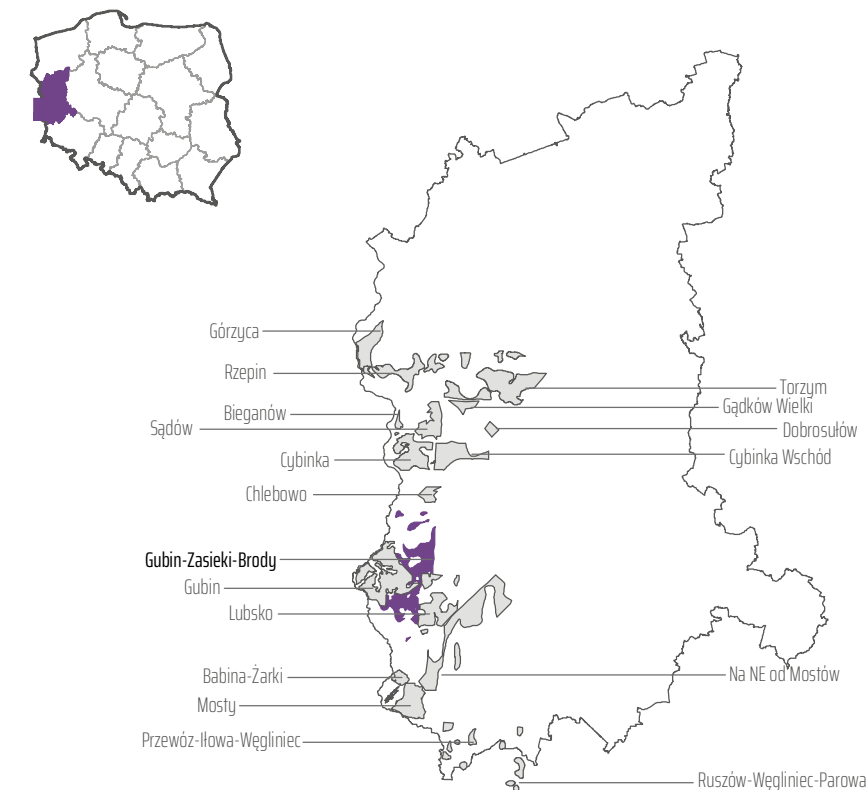 Górzyca
Rzepin
Torzym
Gądków Wielki
Bieganów
Sądów
Dobrosułów
Cybinka
Cybinka Wschód
Chlebowo
Gubin-Zasieki-Brody
Gubin
Lubsko
Babina-Żarki
Na NE od Mostów
Mosty
Przewóz-Iłowa-Węgliniec
Ruszów-Węgliniec-Parowa